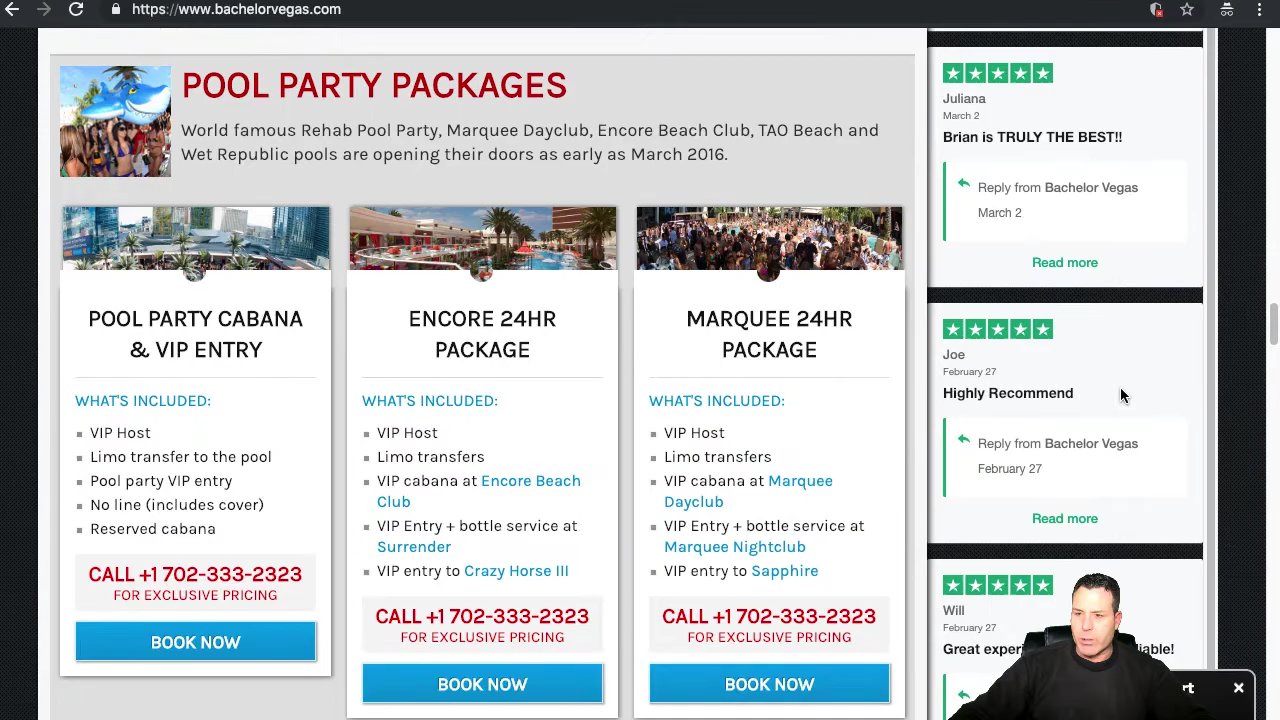 https://www.bachelorvegas.com
POOL PARTY PACKAGES
World famous Rehab Pool Party, Marquee Dayclub, Encore Beach Club, TAO Beach and
Wet Republic pools are opening their doors as early as March 2016.
POOL PARTY CABANA
& VIP ENTRY
WHAT'S INCLUDED:
VIP Host
Limo transfer to the pool
Pool party VIP entry
No line (includes cover)
Reserved cabana
CALL +1 702-333-2323
FOR EXCLUSIVE PRICING
BOOK NOW
ENCORE 24HR
PACKAGE
WHAT'S INCLUDED:
VIP Host
Limo transfers
VIP cabana at Encore Beach
Club
VIP Entry + bottle service at
Surrender
VIP entry to Crazy Horse III
CALL +1 702-333-2323
FOR EXCLUSIVE PRICING
BOOK NOW
MARQUEE 24HR
PACKAGE
WHAT'S INCLUDED:
VIP Host
Limo transfers
VIP cabana at Marquee
Dayclub
VIP Entry + bottle service at
Marquee Nightclub
VIP entry to Sapphire
CALL +1 702-333-2323
FOR EXCLUSIVE PRICING
BOOK NOW
Juliana
March 2
Brian is TRULY THE BEST!!
Reply from Bachelor Vegas
March 2
Read more
Joe
February 27
Highly Recommend
Reply from Bachelor Vegas
February 27
Read more
Will
February 27
Great